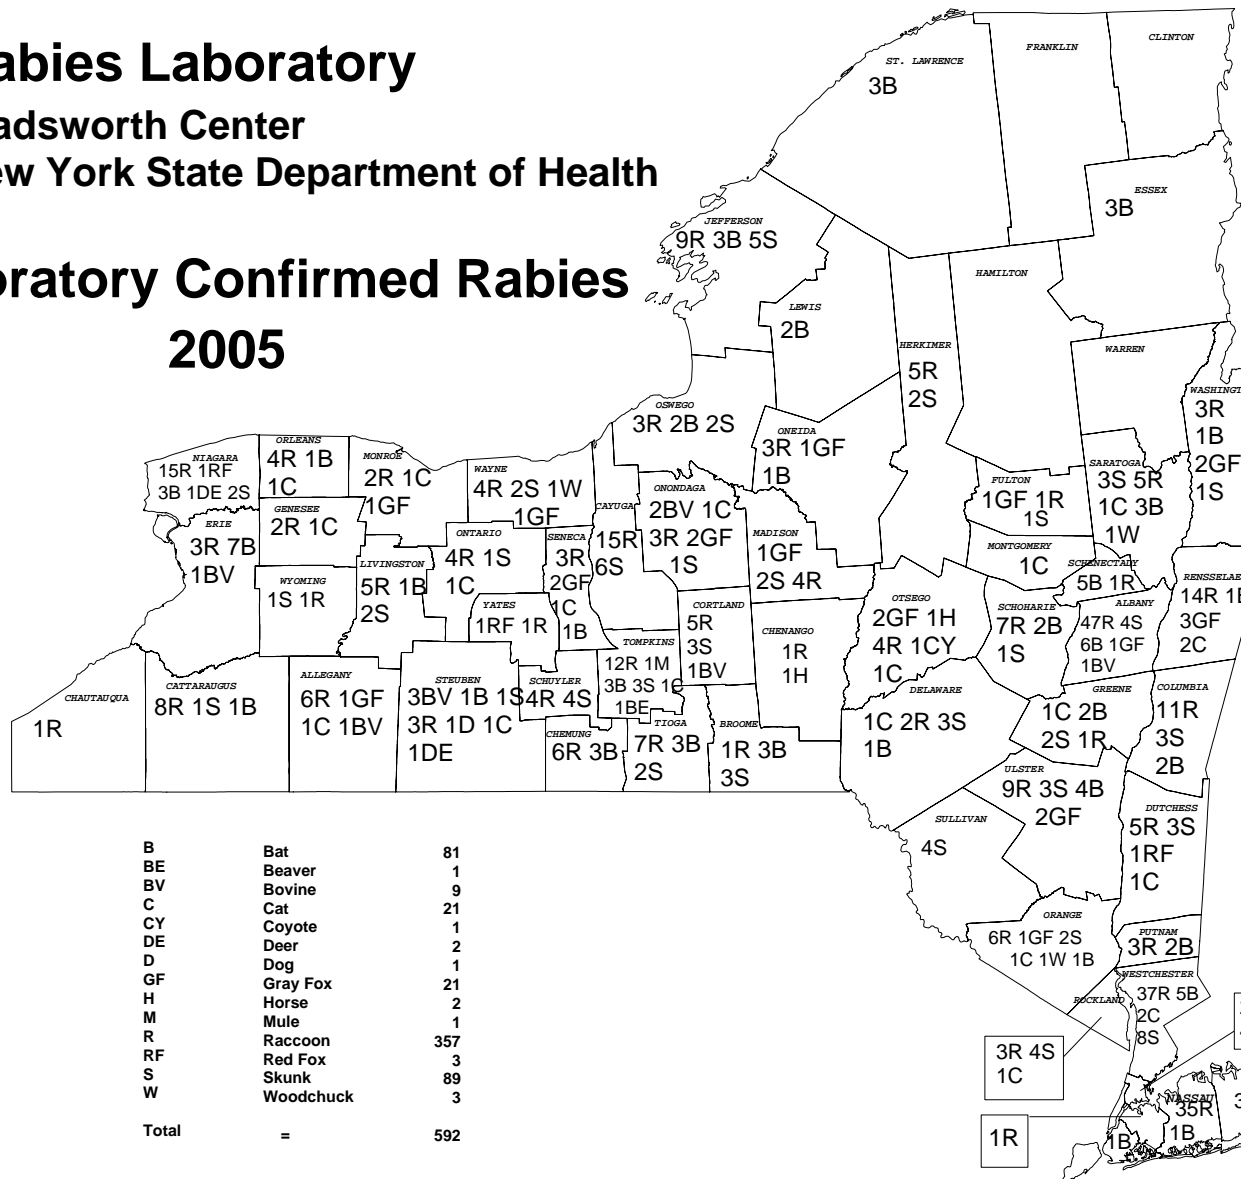 abies Laboratory
adsworth Center
ew York State Department of Health
oratory Confirmed Rabies
2005
ST. LAWRENCE
3B
FRANKLIN
CLINTON
ESSEX
3B
JEFFERSON
9R 3B 5S
LEWIS
2B
HAMILTON
HERKIMER
5R
2S
WARREN
WASHINGT
3R
1B
2GF
1S
OSWEGO
3R 2B 2S
ONEIDA
3R 1GF
1B
NIAGARA
15R 1RF
3B 1DE 2S
ORLEANS
4R 1B
1C
MONROE
2R 1C
1GF
WAYNE
4R 2S 1W
1GF
CAYUGA
15R
6S
ONONDAGA
2BV 1C
3R 2GF
1S
MADISON
1GF
2S 4R
FULTON
1GF 1R
1S
SARATOGA
3S 5R
1C 3B
1W
GENESEE
2R 1C
ERIE
3R 7B
1BV
WYOMING
1S 1R
LIVINGSTON
5R 1B
2S
ONTARIO
4R 1S
1C
SENECA
3R
2GF
1C
1B
YATES
1RF 1R
MONTGOMERY
1C
SCHENECTADY
5B 1R
RENSSELAE
14R 1B
3GF
2C
ALBANY
47R 4S
6B 1GF
1BV
OTSEGO
2GF 1H
4R 1CY
1C
SCHOHARIE
7R 2B
1S
CORTLAND
5R
3S
1BV
CHENANGO
1R
1H
TOMPKINS
12R 1M
3B 3S 1C
1BE
CHAUTAUQUA
1R
CATTARAUGUS
8R 1S 1B
ALLEGANY
6R 1GF
1C 1BV
STEUBEN
3BV 1B 1S
3R 1D 1C
1DE
SCHUYLER
4R 4S
CHEMUNG
6R 3B
TIOGA
7R 3B
2S
BROOME
1R 3B
3S
DELAWARE
1C 2R 3S
1B
GREENE
1C 2B
2S 1R
COLUMBIA
11R
3S
2B
ULSTER
9R 3S 4B
2GF
SULLIVAN
4S
DUTCHESS
5R 3S
1RF
1C
ORANGE
6R 1GF 2S
1C 1W 1B
PUTNAM
3R 2B
WESTCHESTER
37R 5B
2C
8S
ROCKLAND
3R 4S
1C
1R
1B
NASSAU
35R
1B
B Bat 81
BE Beaver 1
BV Bovine 9
C Cat 21
CY Coyote 1
DE Deer 2
D Dog 1
GF Gray Fox 21
H Horse 2
M Mule 1
R Raccoon 357
RF Red Fox 3
S Skunk 89
W Woodchuck 3
Total = 592